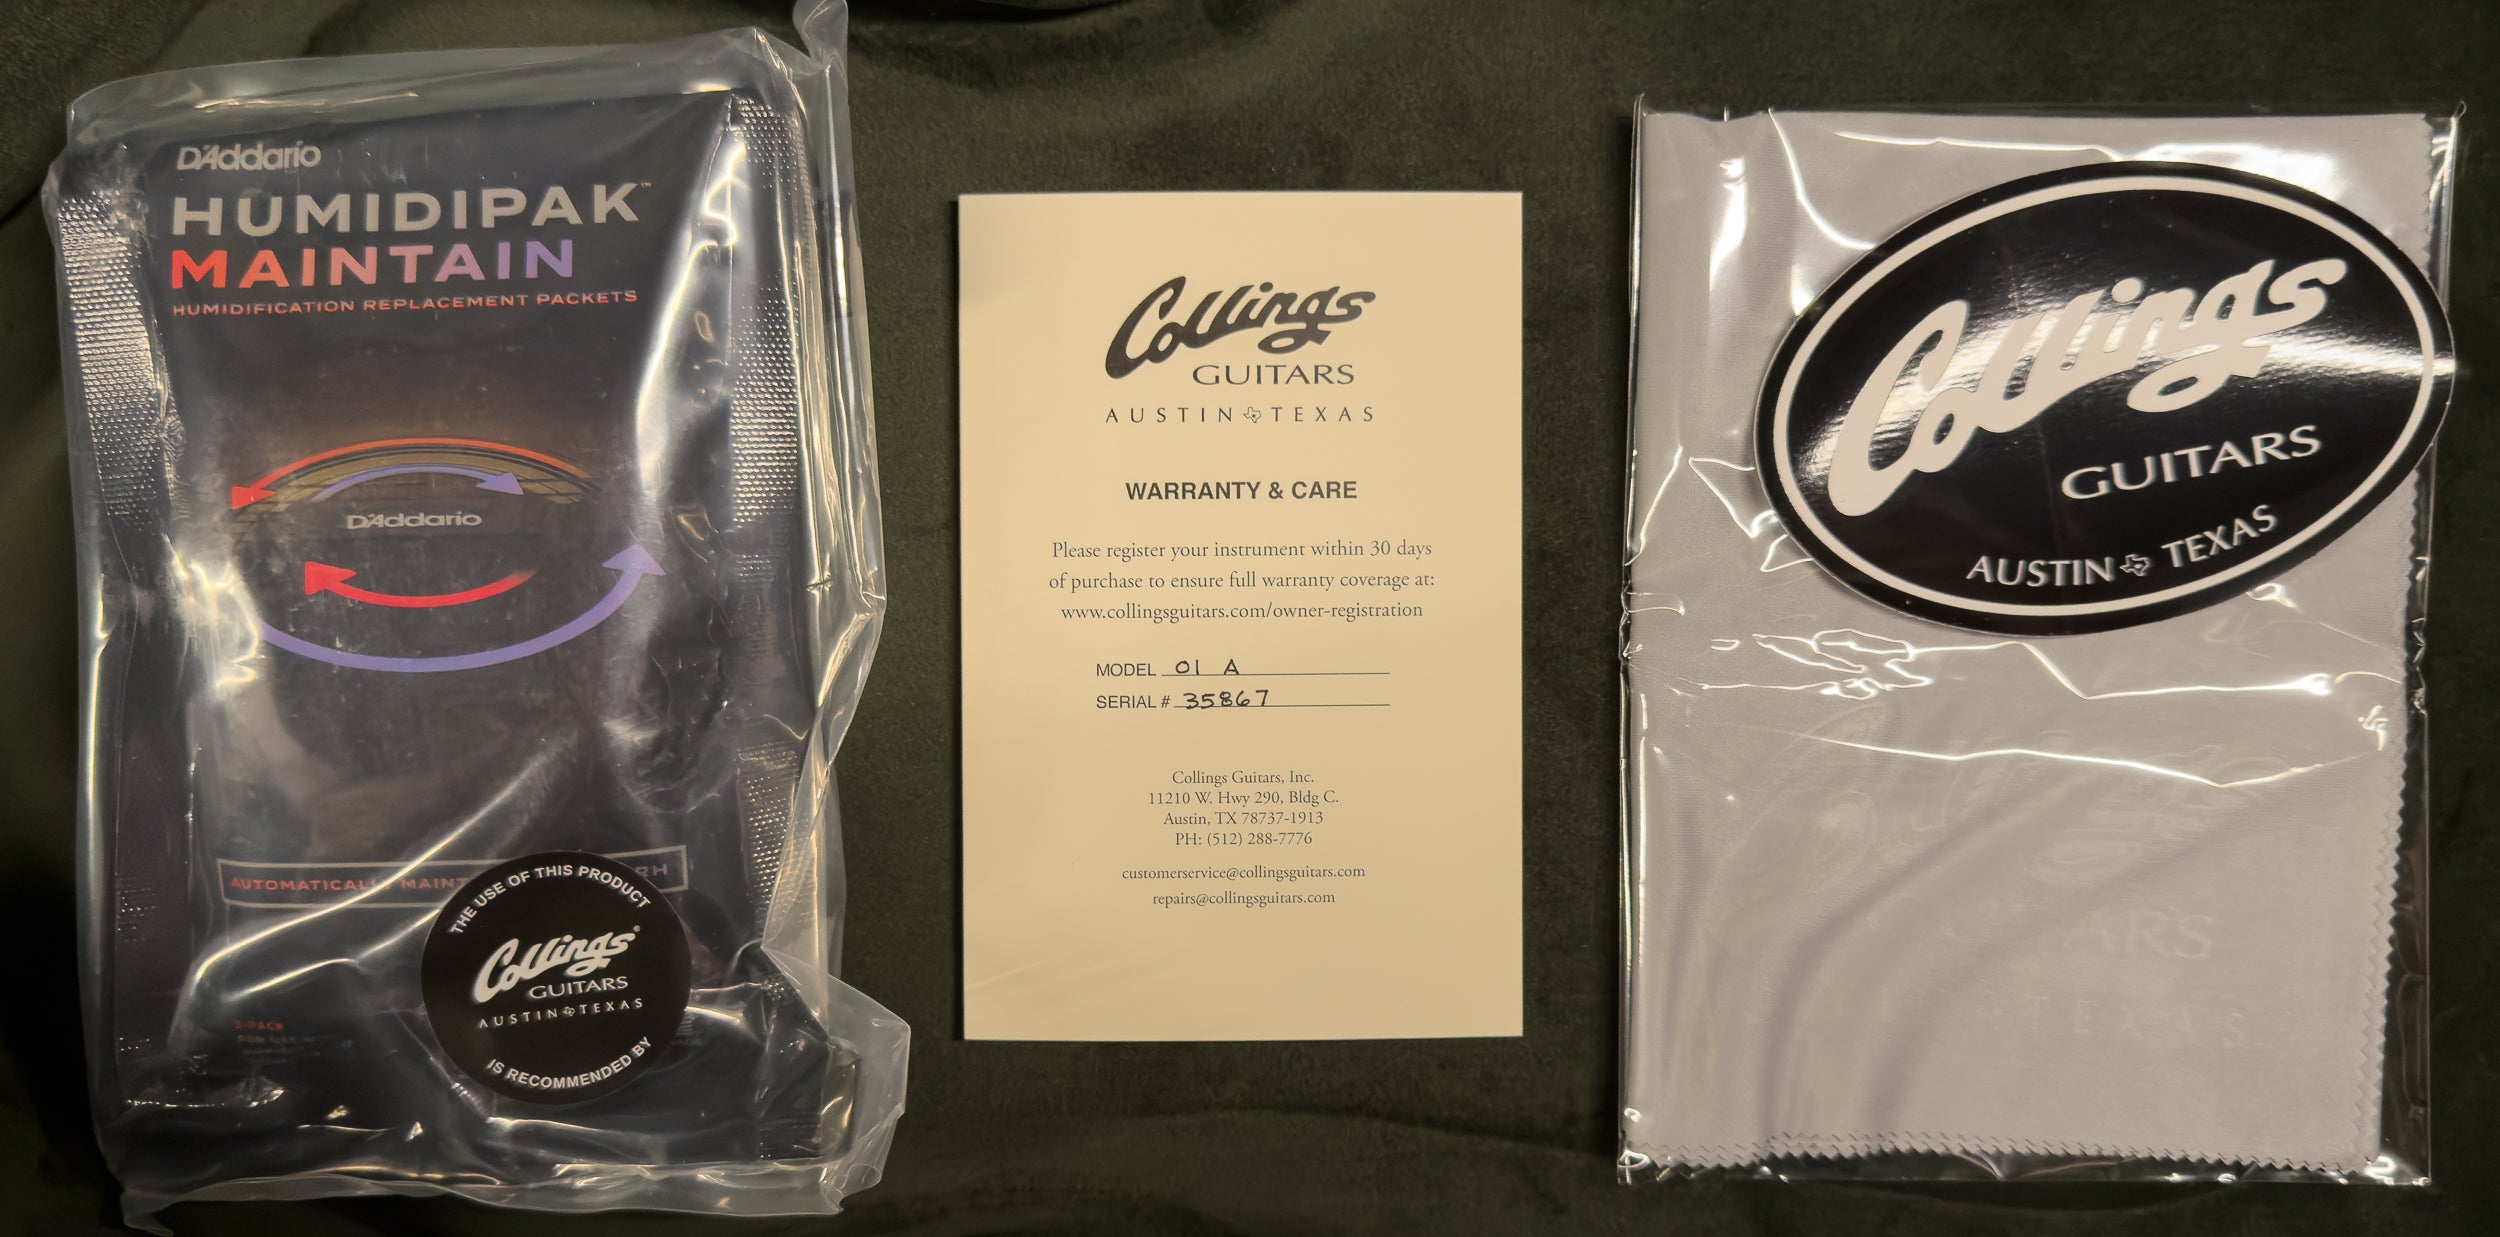 D'Addario
HUMIDIPAK™
MAINTAIN
HUMIDIFICATION REPLACEMENT PACKETS
D'Addario
THE USE OF THIS PRODUCT
Collings®
GUITARS
AUSTIN TEXAS
IS RECOMMENDED BY
Collings
GUITARS
AUSTIN TEXAS
WARRANTY & CARE
Please register your instrument within 30 days
of purchase to ensure full warranty coverage at:
www.collingsguitars.com/owner-registration
MODEL 01 A
SERIAL # 35867
Collings Guitars, Inc.
11210 W. Hwy 290, Bldg C.
Austin, TX 78737-1913
PH: (512) 288-7776
customerservice@collingsguitars.com
repairs@collingsguitars.com
Collings
GUITARS
AUSTIN TEXAS